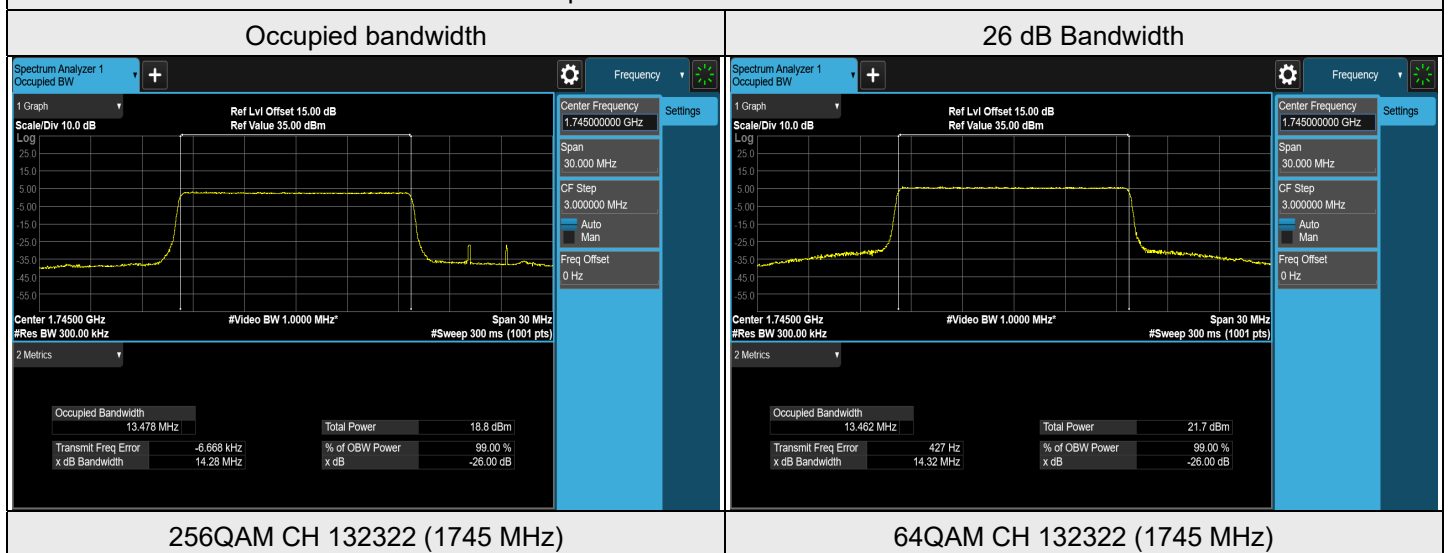 Occupied bandwidth
26 dB Bandwidth
Spectrum Analyzer 1
Occupied BW
+
Frequency
1 Graph
Scale/Div 10.0 dB
Ref Lvl Offset 15.00 dB
Ref Value 35.00 dBm
Log
25.0
15.0
5.00
-5.00
-15.0
-25.0
-35.0
-45.0
-55.0
Center 1.74500 GHz
#Res BW 300.00 kHz
#Video BW 1.0000 MHz*
Span 30 MHz
#Sweep 300 ms (1001 pts)
Center Frequency
1.745000000 GHz
Settings
Span
30.000 MHz
CF Step
3.000000 MHz
Auto
Man
Freq Offset
0 Hz
2 Metrics
Occupied Bandwidth
13.478 MHz
Total Power 18.8 dBm
Transmit Freq Error -6.668 kHz
% of OBW Power 99.00 %
x dB Bandwidth 14.28 MHz
x dB -26.00 dB
Spectrum Analyzer 1
Occupied BW
+
Frequency
1 Graph
Scale/Div 10.0 dB
Ref Lvl Offset 15.00 dB
Ref Value 35.00 dBm
Log
25.0
15.0
5.00
-5.00
-15.0
-25.0
-35.0
-45.0
-55.0
Center 1.74500 GHz
#Res BW 300.00 kHz
#Video BW 1.0000 MHz*
Span 30 MHz
#Sweep 300 ms (1001 pts)
Center Frequency
1.745000000 GHz
Settings
Span
30.000 MHz
CF Step
3.000000 MHz
Auto
Man
Freq Offset
0 Hz
2 Metrics
Occupied Bandwidth
13.462 MHz
Total Power 21.7 dBm
Transmit Freq Error 427 Hz
% of OBW Power 99.00 %
x dB Bandwidth 14.32 MHz
x dB -26.00 dB
256QAM CH 132322 (1745 MHz)
64QAM CH 132322 (1745 MHz)